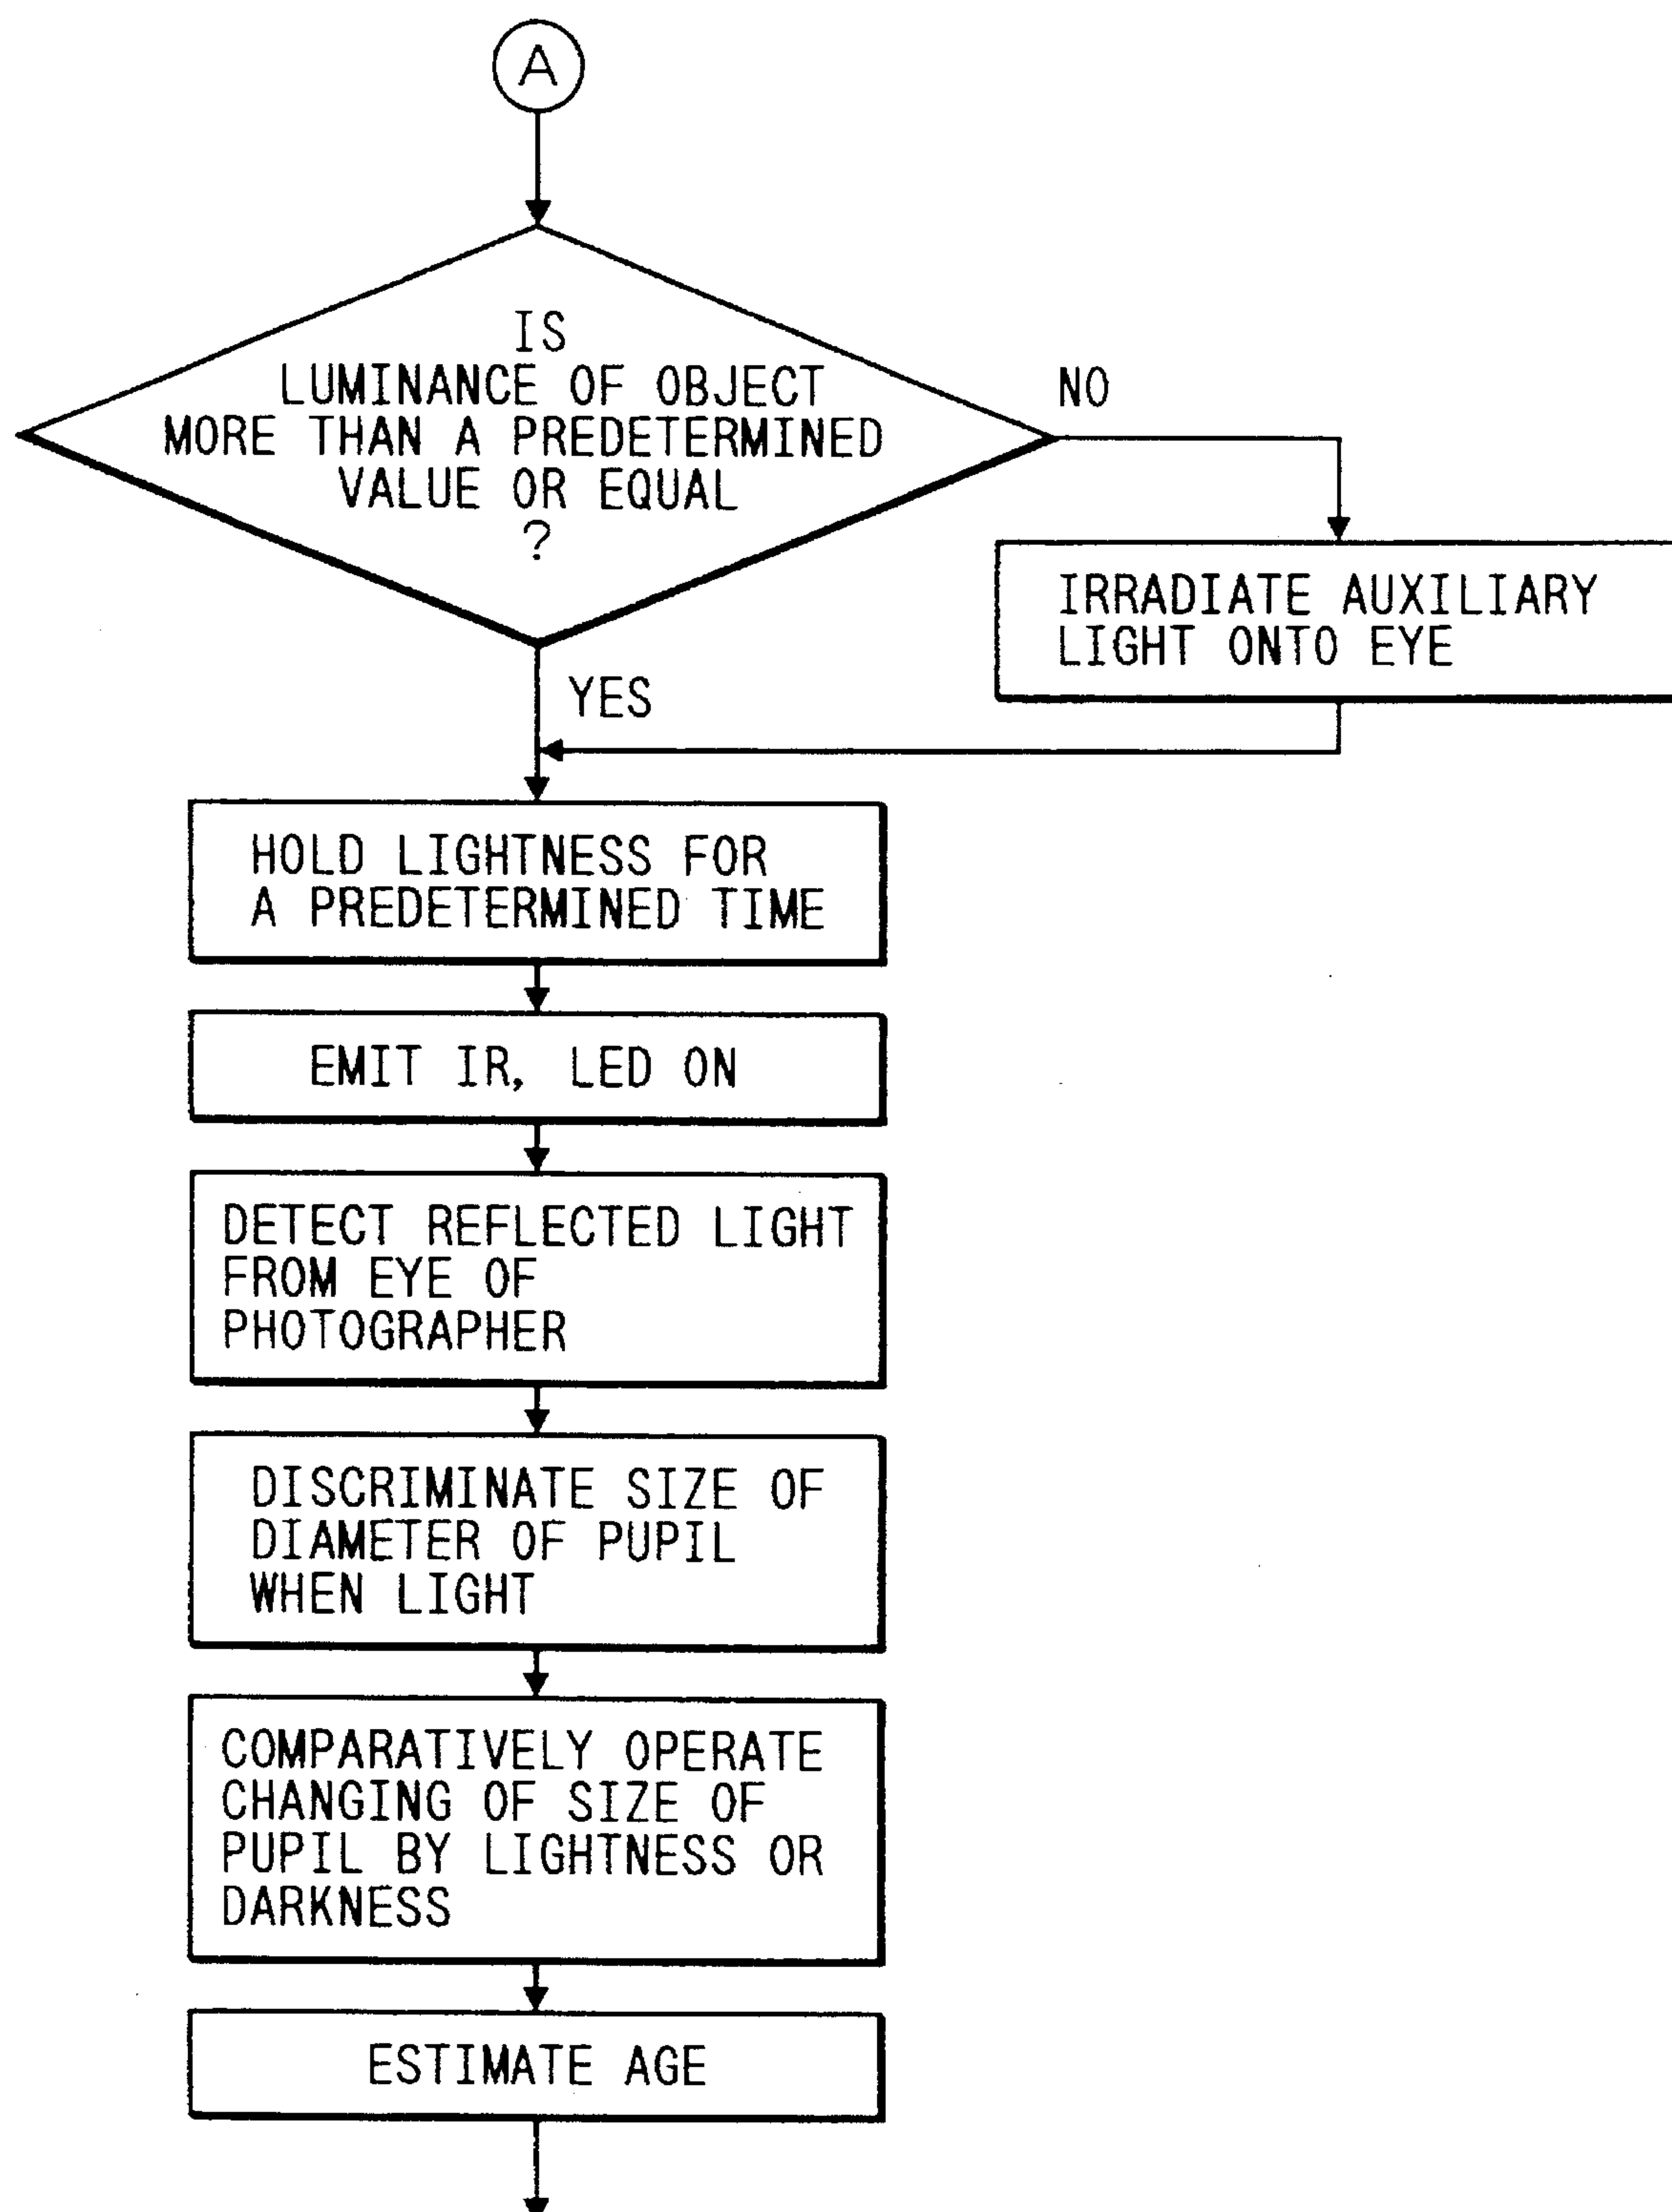 A
IS
LUMINANCE OF OBJECT
MORE THAN A PREDETERMINED
VALUE OR EQUAL
?
NO
IRRADIATE AUXILIARY
LIGHT ONTO EYE
YES
HOLD LIGHTNESS FOR
A PREDETERMINED TIME
EMIT IR, LED ON
DETECT REFLECTED LIGHT
FROM EYE OF
PHOTOGRAPHER
DISCRIMINATE SIZE OF
DIAMETER OF PUPIL
WHEN LIGHT
COMPARATIVELY OPERATE
CHANGING OF SIZE OF
PUPIL BY LIGHTNESS OR
DARKNESS
ESTIMATE AGE